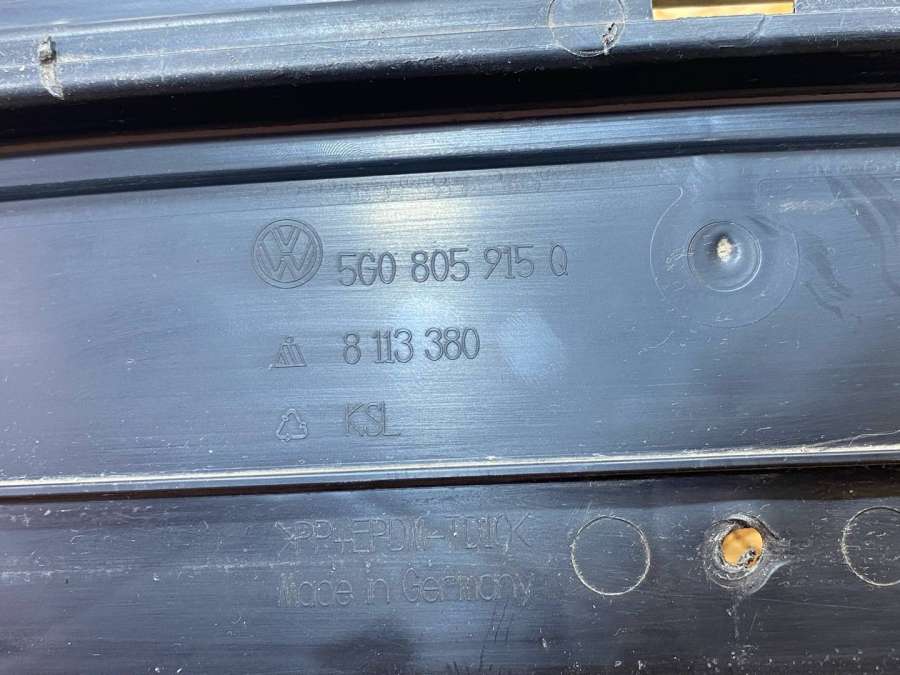 5G0 805 915 Q
8 113 380
KSL
>PP+EPDM-TD10<
Made in Germany